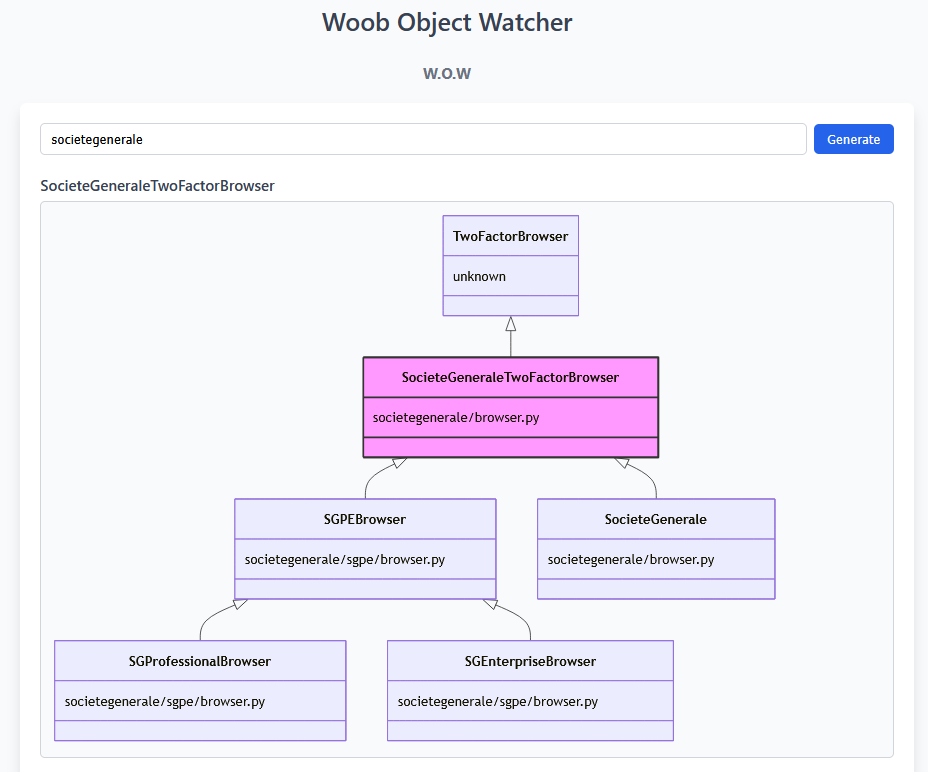 Woob Object Watcher
W.O.W
societegenerale
Generate
SocieteGeneraleTwoFactorBrowser
TwoFactorBrowser
unknown
SocieteGeneraleTwoFactorBrowser
societegenerale/browser.py
SGPEBrowser
societegenerale/sgpe/browser.py
SocieteGenerale
societegenerale/browser.py
SGProfessionalBrowser
societegenerale/sgpe/browser.py
SGEnterpriseBrowser
societegenerale/sgpe/browser.py